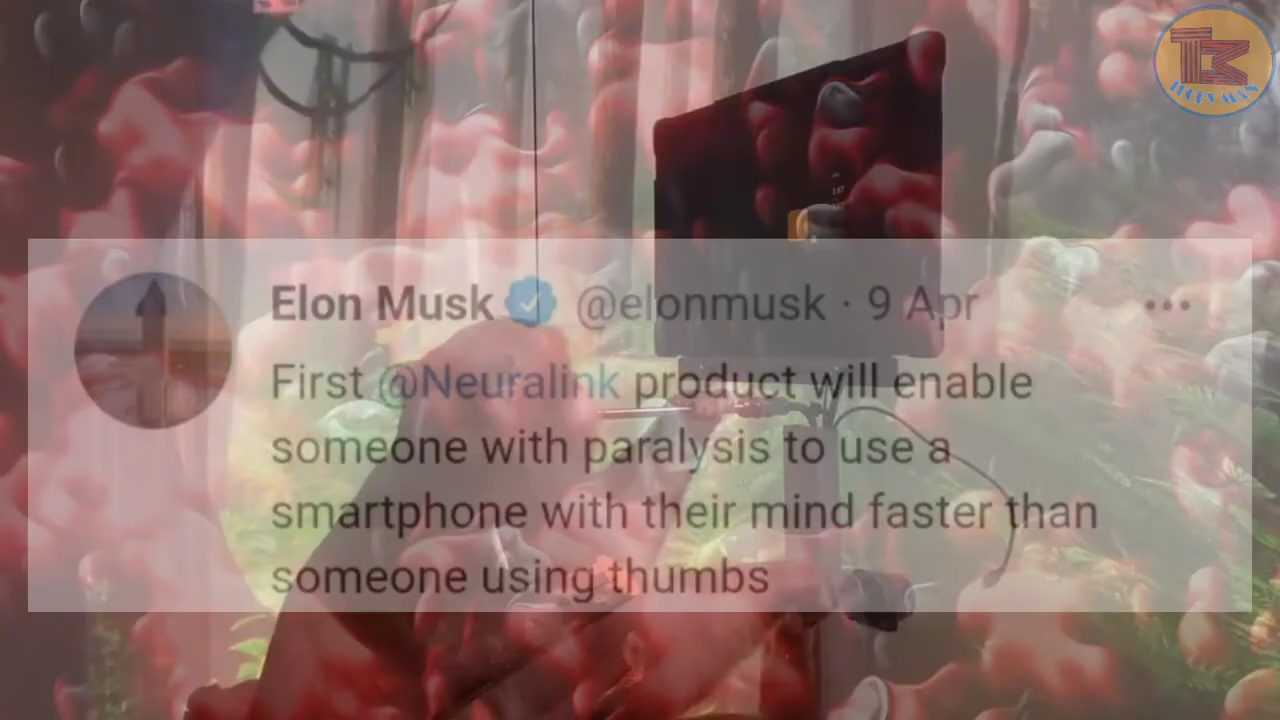 Elon Musk @elonmusk · 9 Apr
First @Neuralink product will enable
someone with paralysis to use a
smartphone with their mind faster than
someone using thumbs